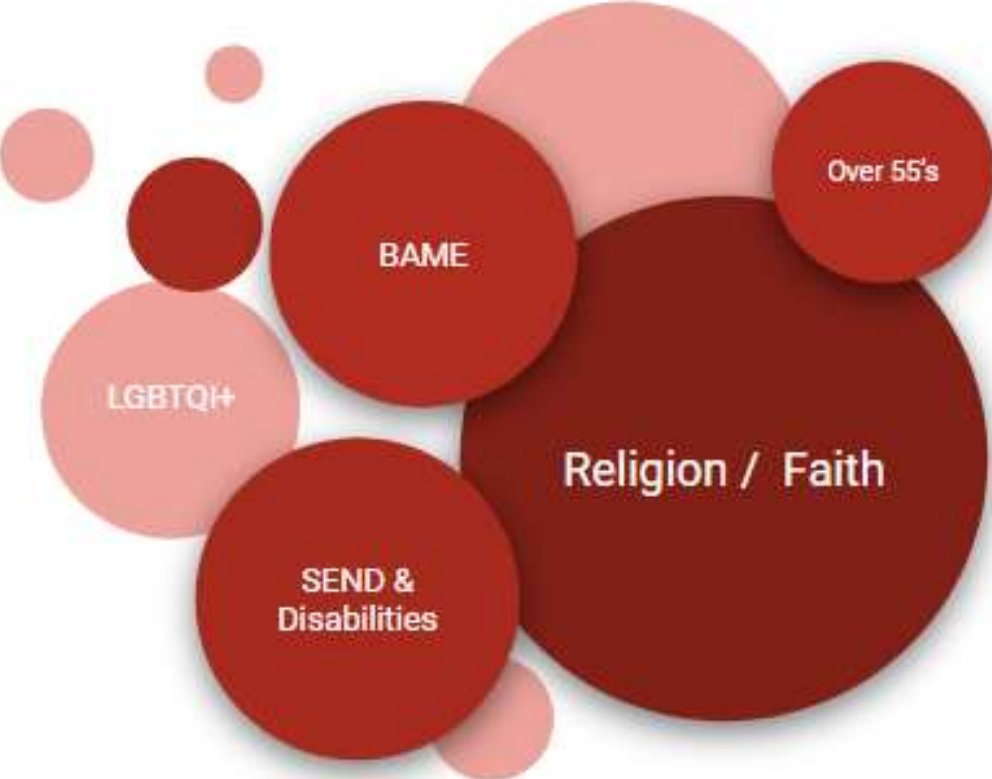 Over 55's
BAME
LGBTQI+
Religion /  Faith
SEND &
Disabilities